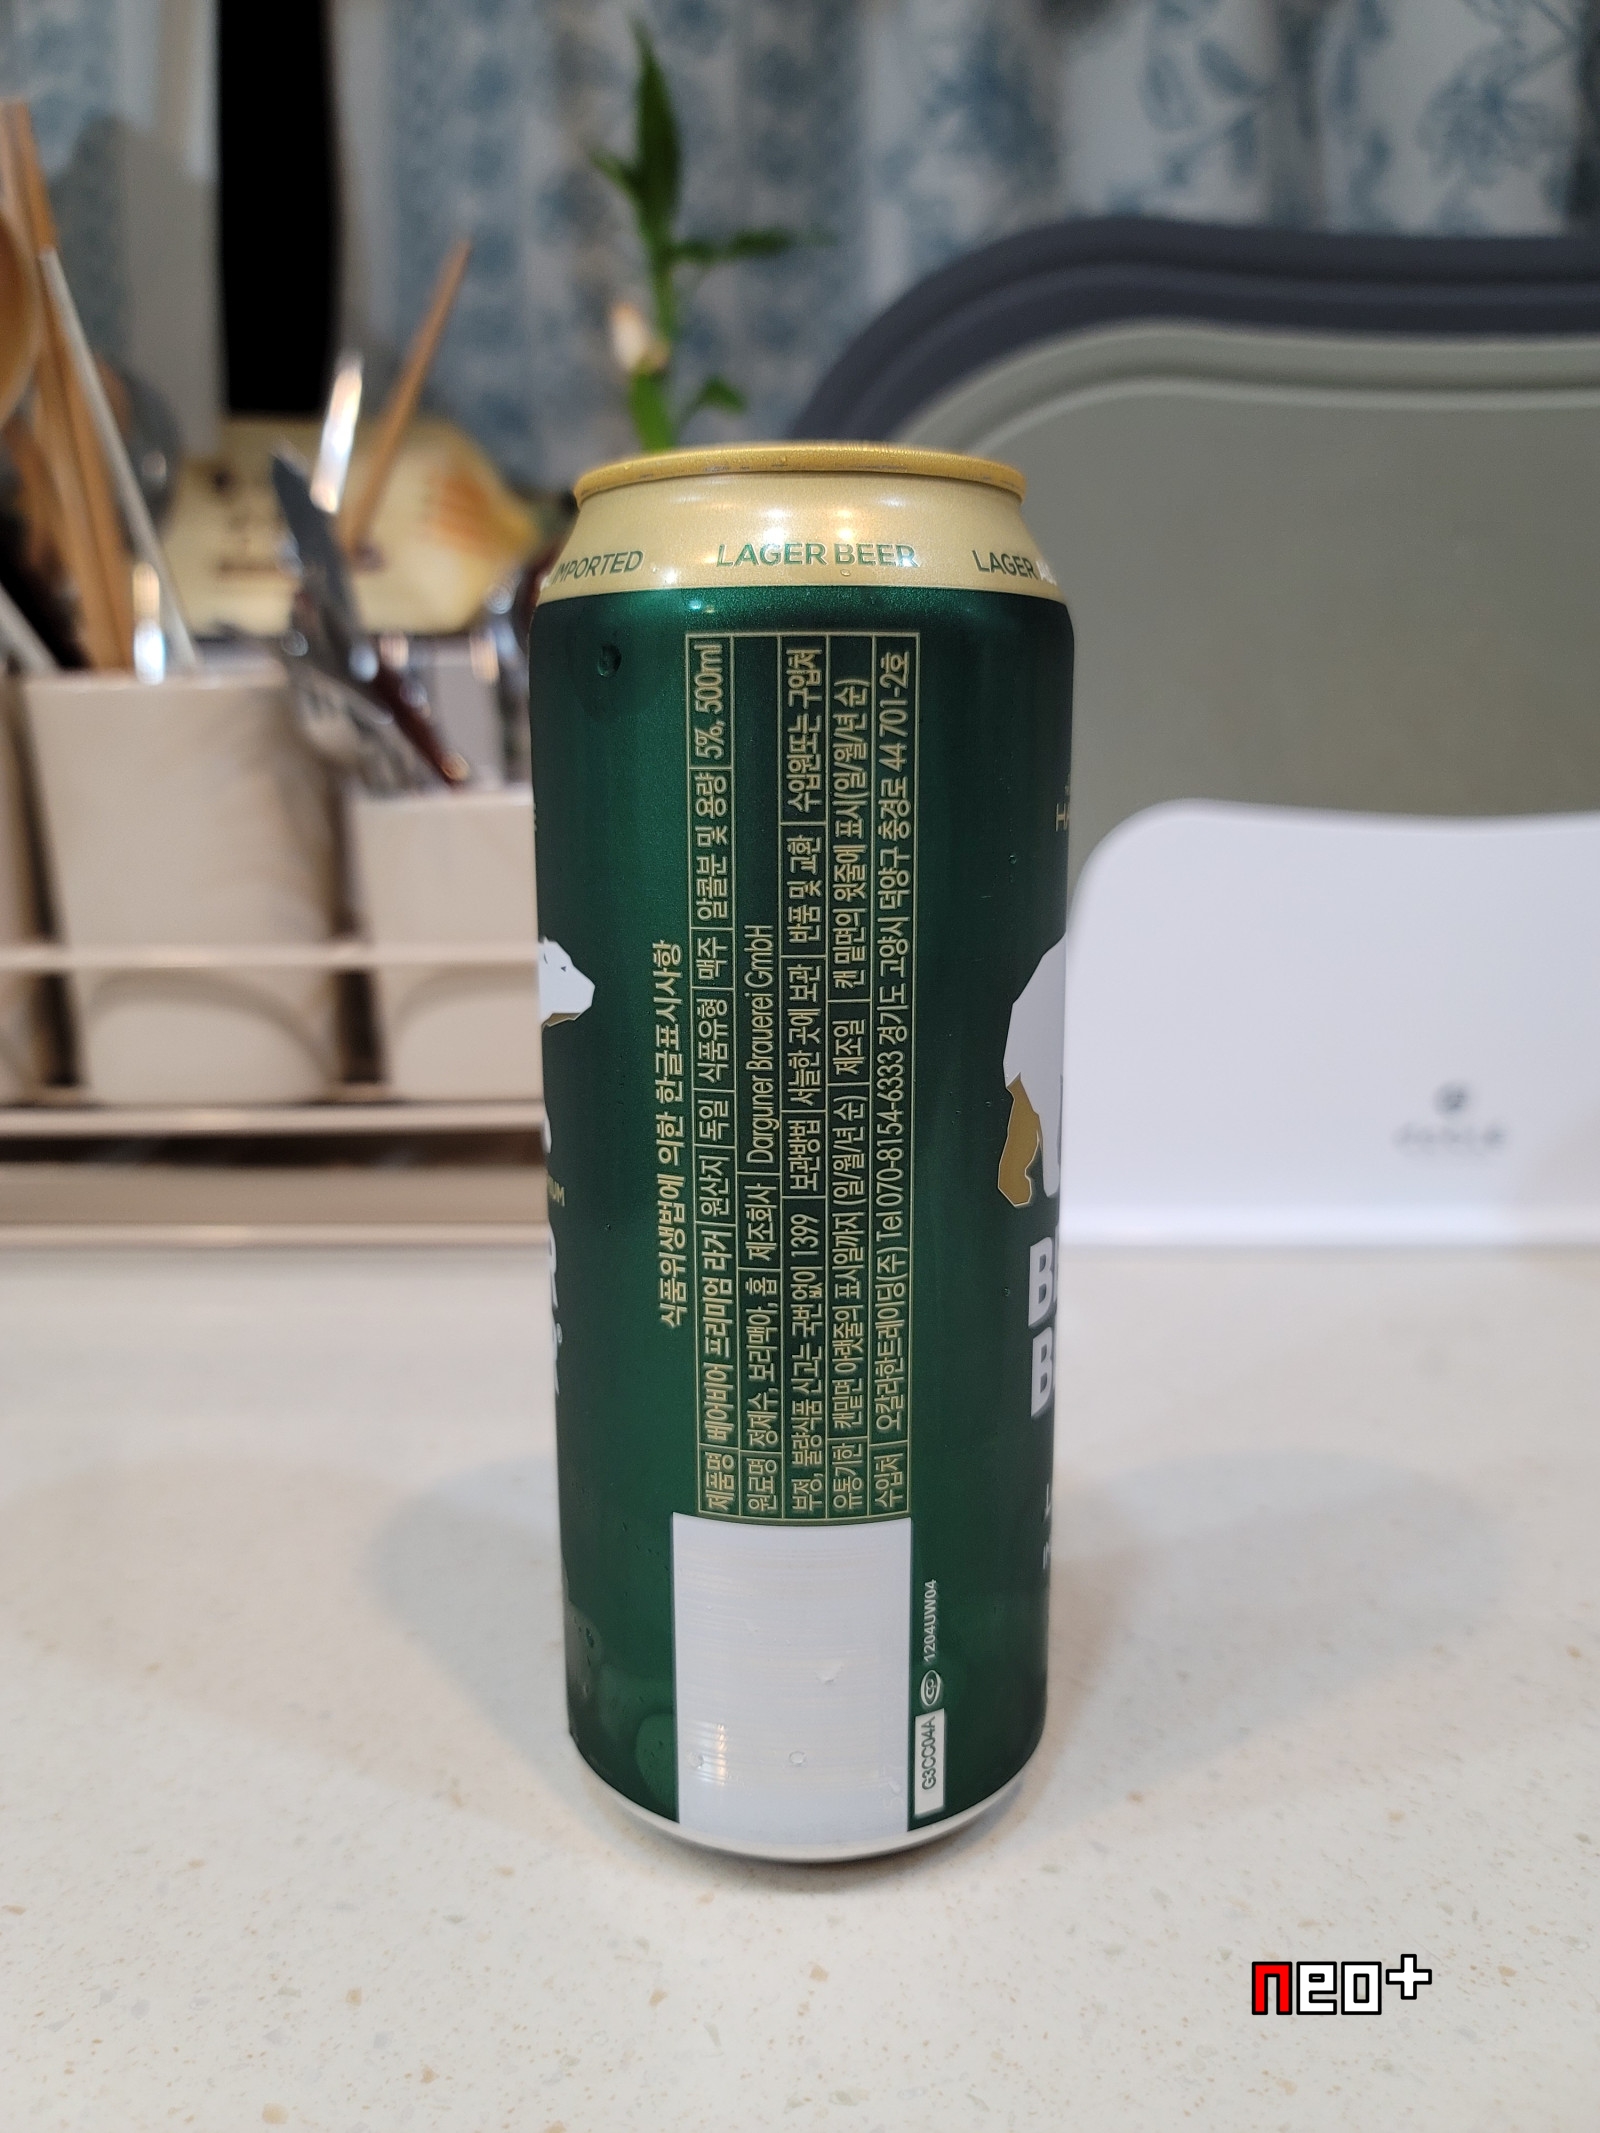 IMPORTED LAGER BEER LAGER
식품위생법에 의한 한글표시사항
제품명 베어비어 프리미엄 라거 원산지 독일 식품유형 맥주 알콜분 및 용량 5%, 500ml
원료명 정제수, 보리맥아, 홉 제조회사 Darguner Brauerei GmbH
부정, 불량식품 신고는 국번없이 1399 보관방법 서늘한 곳에 보관 반품 및 교환 수입원또는 구입처
유통기한 캔밑면 아랫줄의 표시일까지 (일/월/년 순) 제조일 캔 밑면의 윗줄에 표시(일/월/년 순)
수입처 오칼라한트레이딩(주) Tel 070-8154-6333 경기도 고양시 덕양구 충경로 44 701-2호
G3CC04A CP 1204UW04
neo+